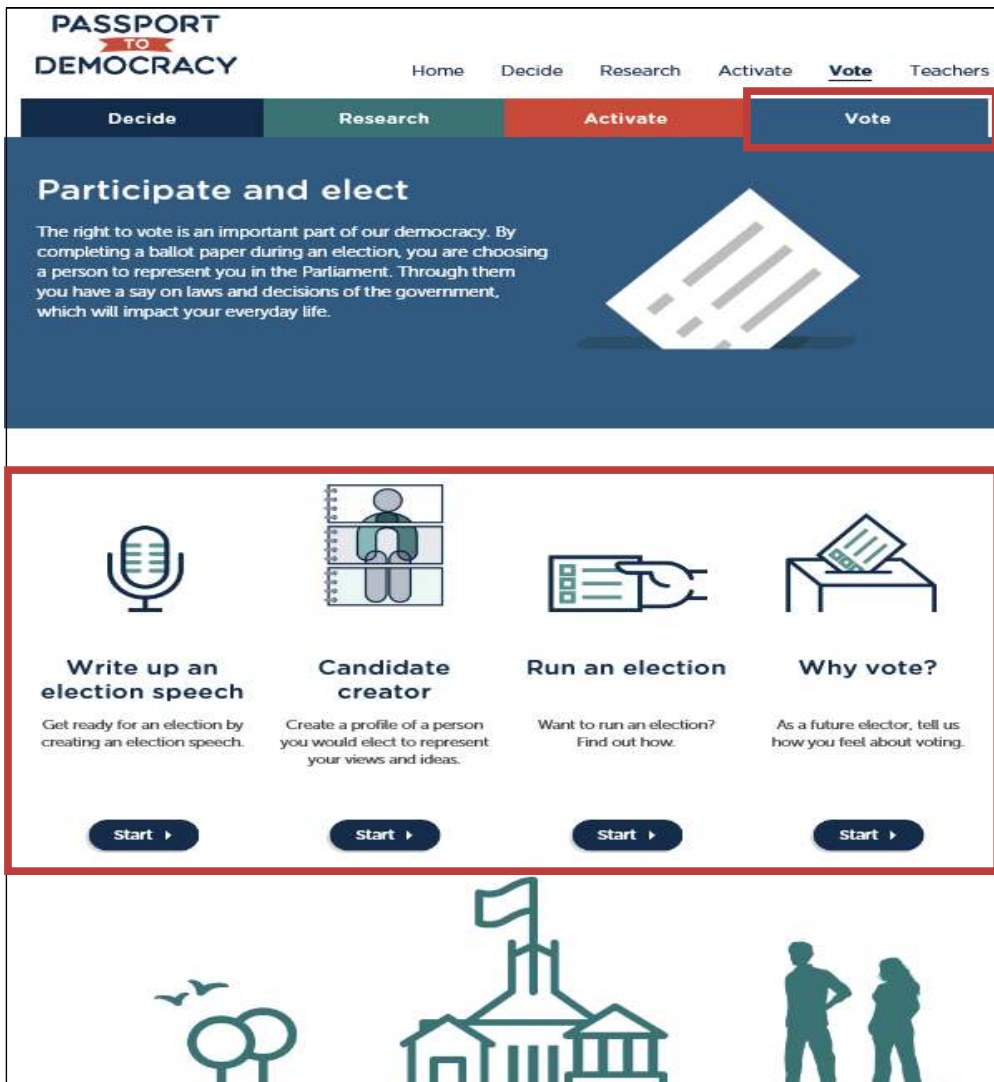 PASSPORT
TO
DEMOCRACY
Home Decide Research Activate Vote Teachers
Decide Research Activate Vote
Participate and elect
The right to vote is an important part of our democracy. By
completing a ballot paper during an election, you are choosing
a person to represent you in the Parliament. Through them
you have a say on laws and decisions of the government,
which will impact your everyday life.
Write up an
election speech
Get ready for an election by
creating an election speech.
Start
Candidate
creator
Create a profile of a person
you would elect to represent
your views and ideas.
Start
Run an election
Want to run an election?
Find out how.
Start
Why vote?
As a future elector, tell us
how you feel about voting.
Start